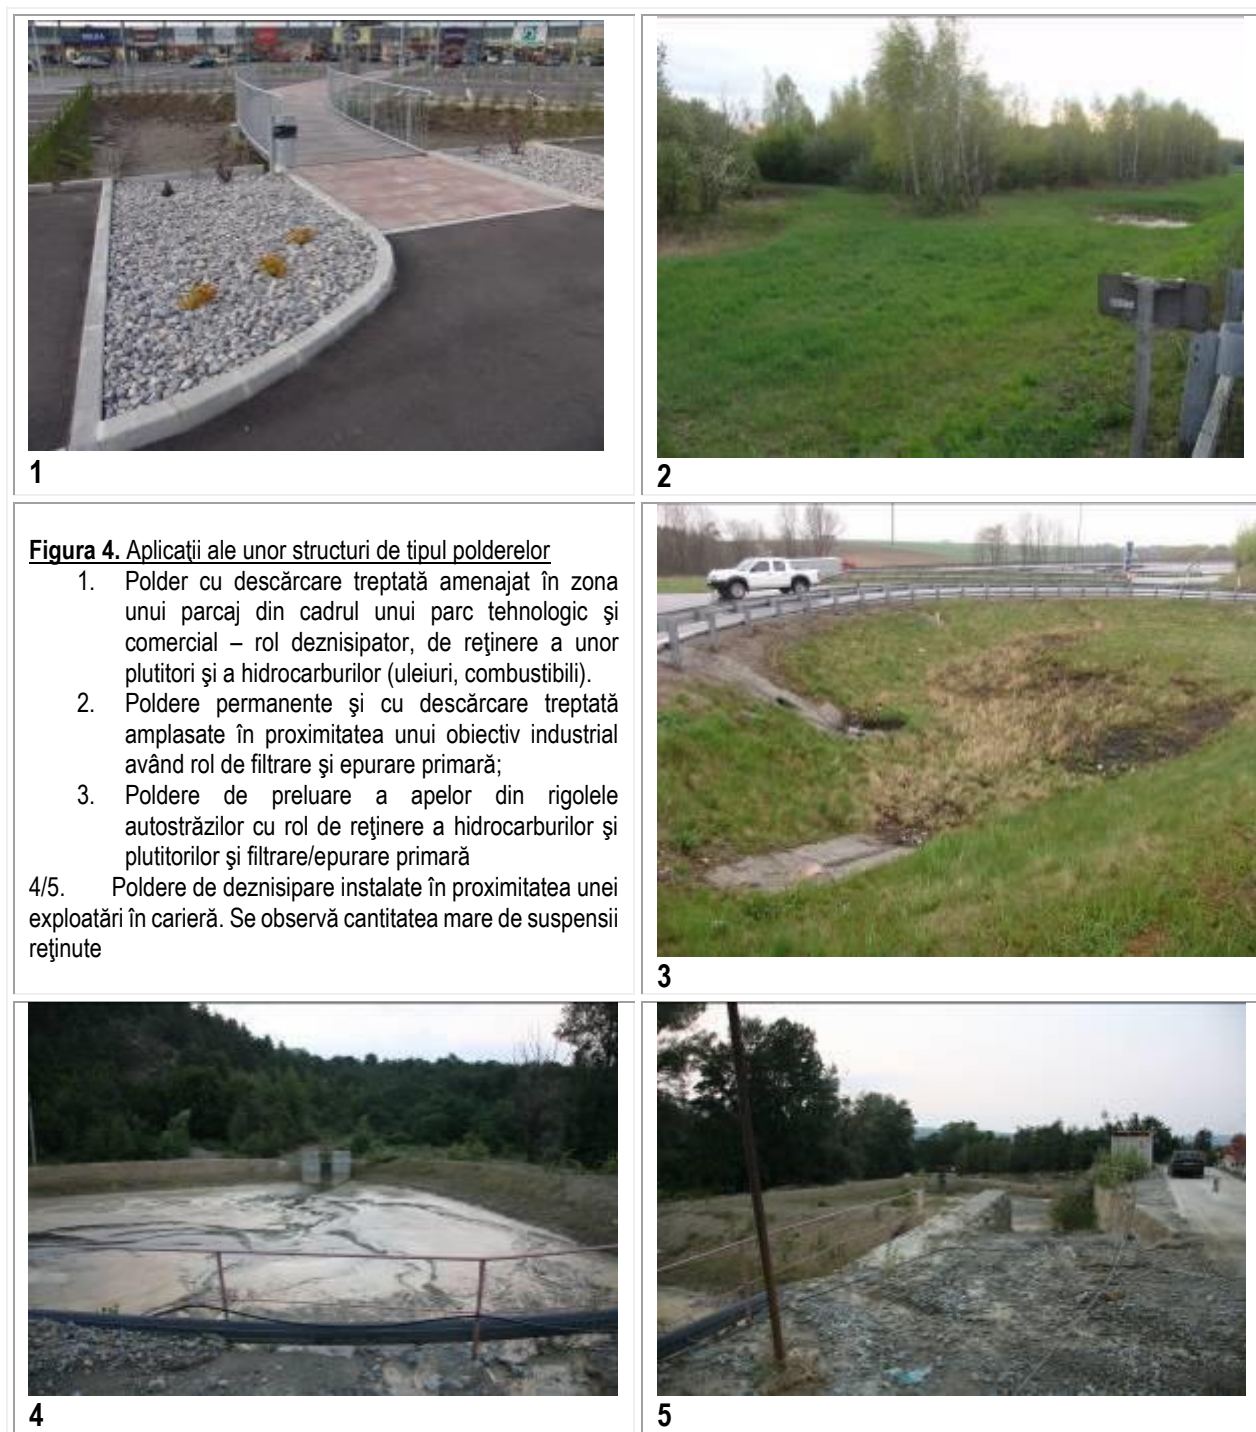 1
2
Figura 4. Aplicaţii ale unor structuri de tipul polderelor
1. Polder cu descărcare treptată amenajat în zona
unui parcaj din cadrul unui parc tehnologic şi
comercial – rol deznisipator, de reţinere a unor
plutitori şi a hidrocarburilor (uleiuri, combustibili).
2. Poldere permanente şi cu descărcare treptată
amplasate în proximitatea unui obiectiv industrial
având rol de filtrare şi epurare primară;
3. Poldere de preluare a apelor din rigolele
autostrăzilor cu rol de reţinere a hidrocarburilor şi
plutitorilor şi filtrare/epurare primară
4/5. Poldere de deznisipare instalate în proximitatea unei
exploatări în carieră. Se observă cantitatea mare de suspensii
reţinute
3
4
5